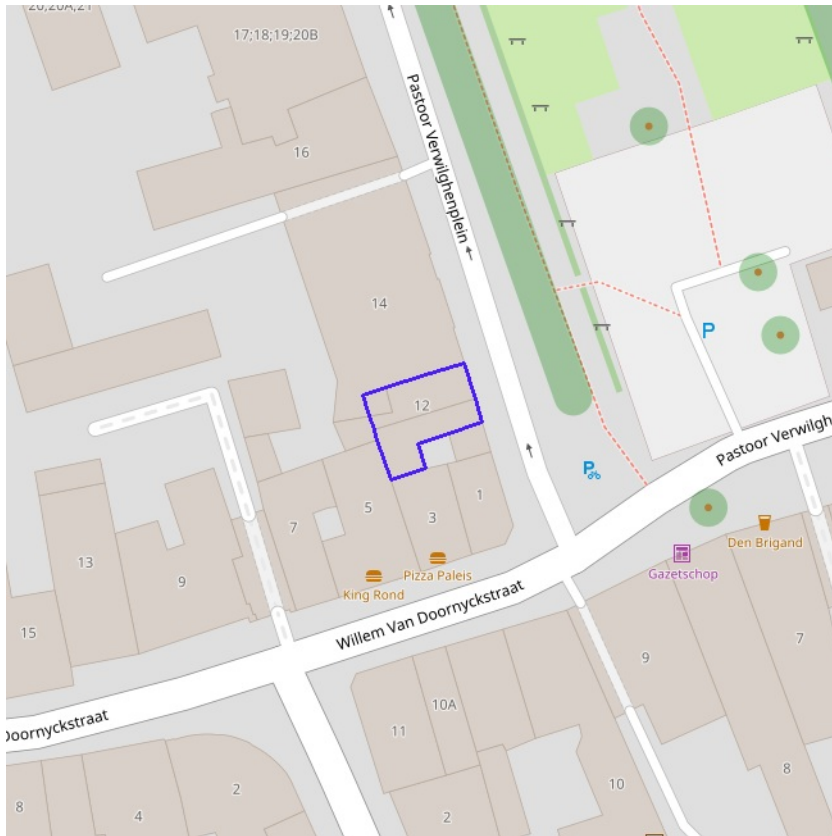 20;20A;21
17;18;19;20B
16
Pastoor Verwilghenplein
14
12
P
P
Pastoor Verwilgh
1
5
3
7
13
9
15
King Rond
Pizza Paleis
Den Brigand
Gazetschop
Willem Van Doornyckstraat
Doornyckstraat
9
7
10A
11
10
8
2
4
8
2